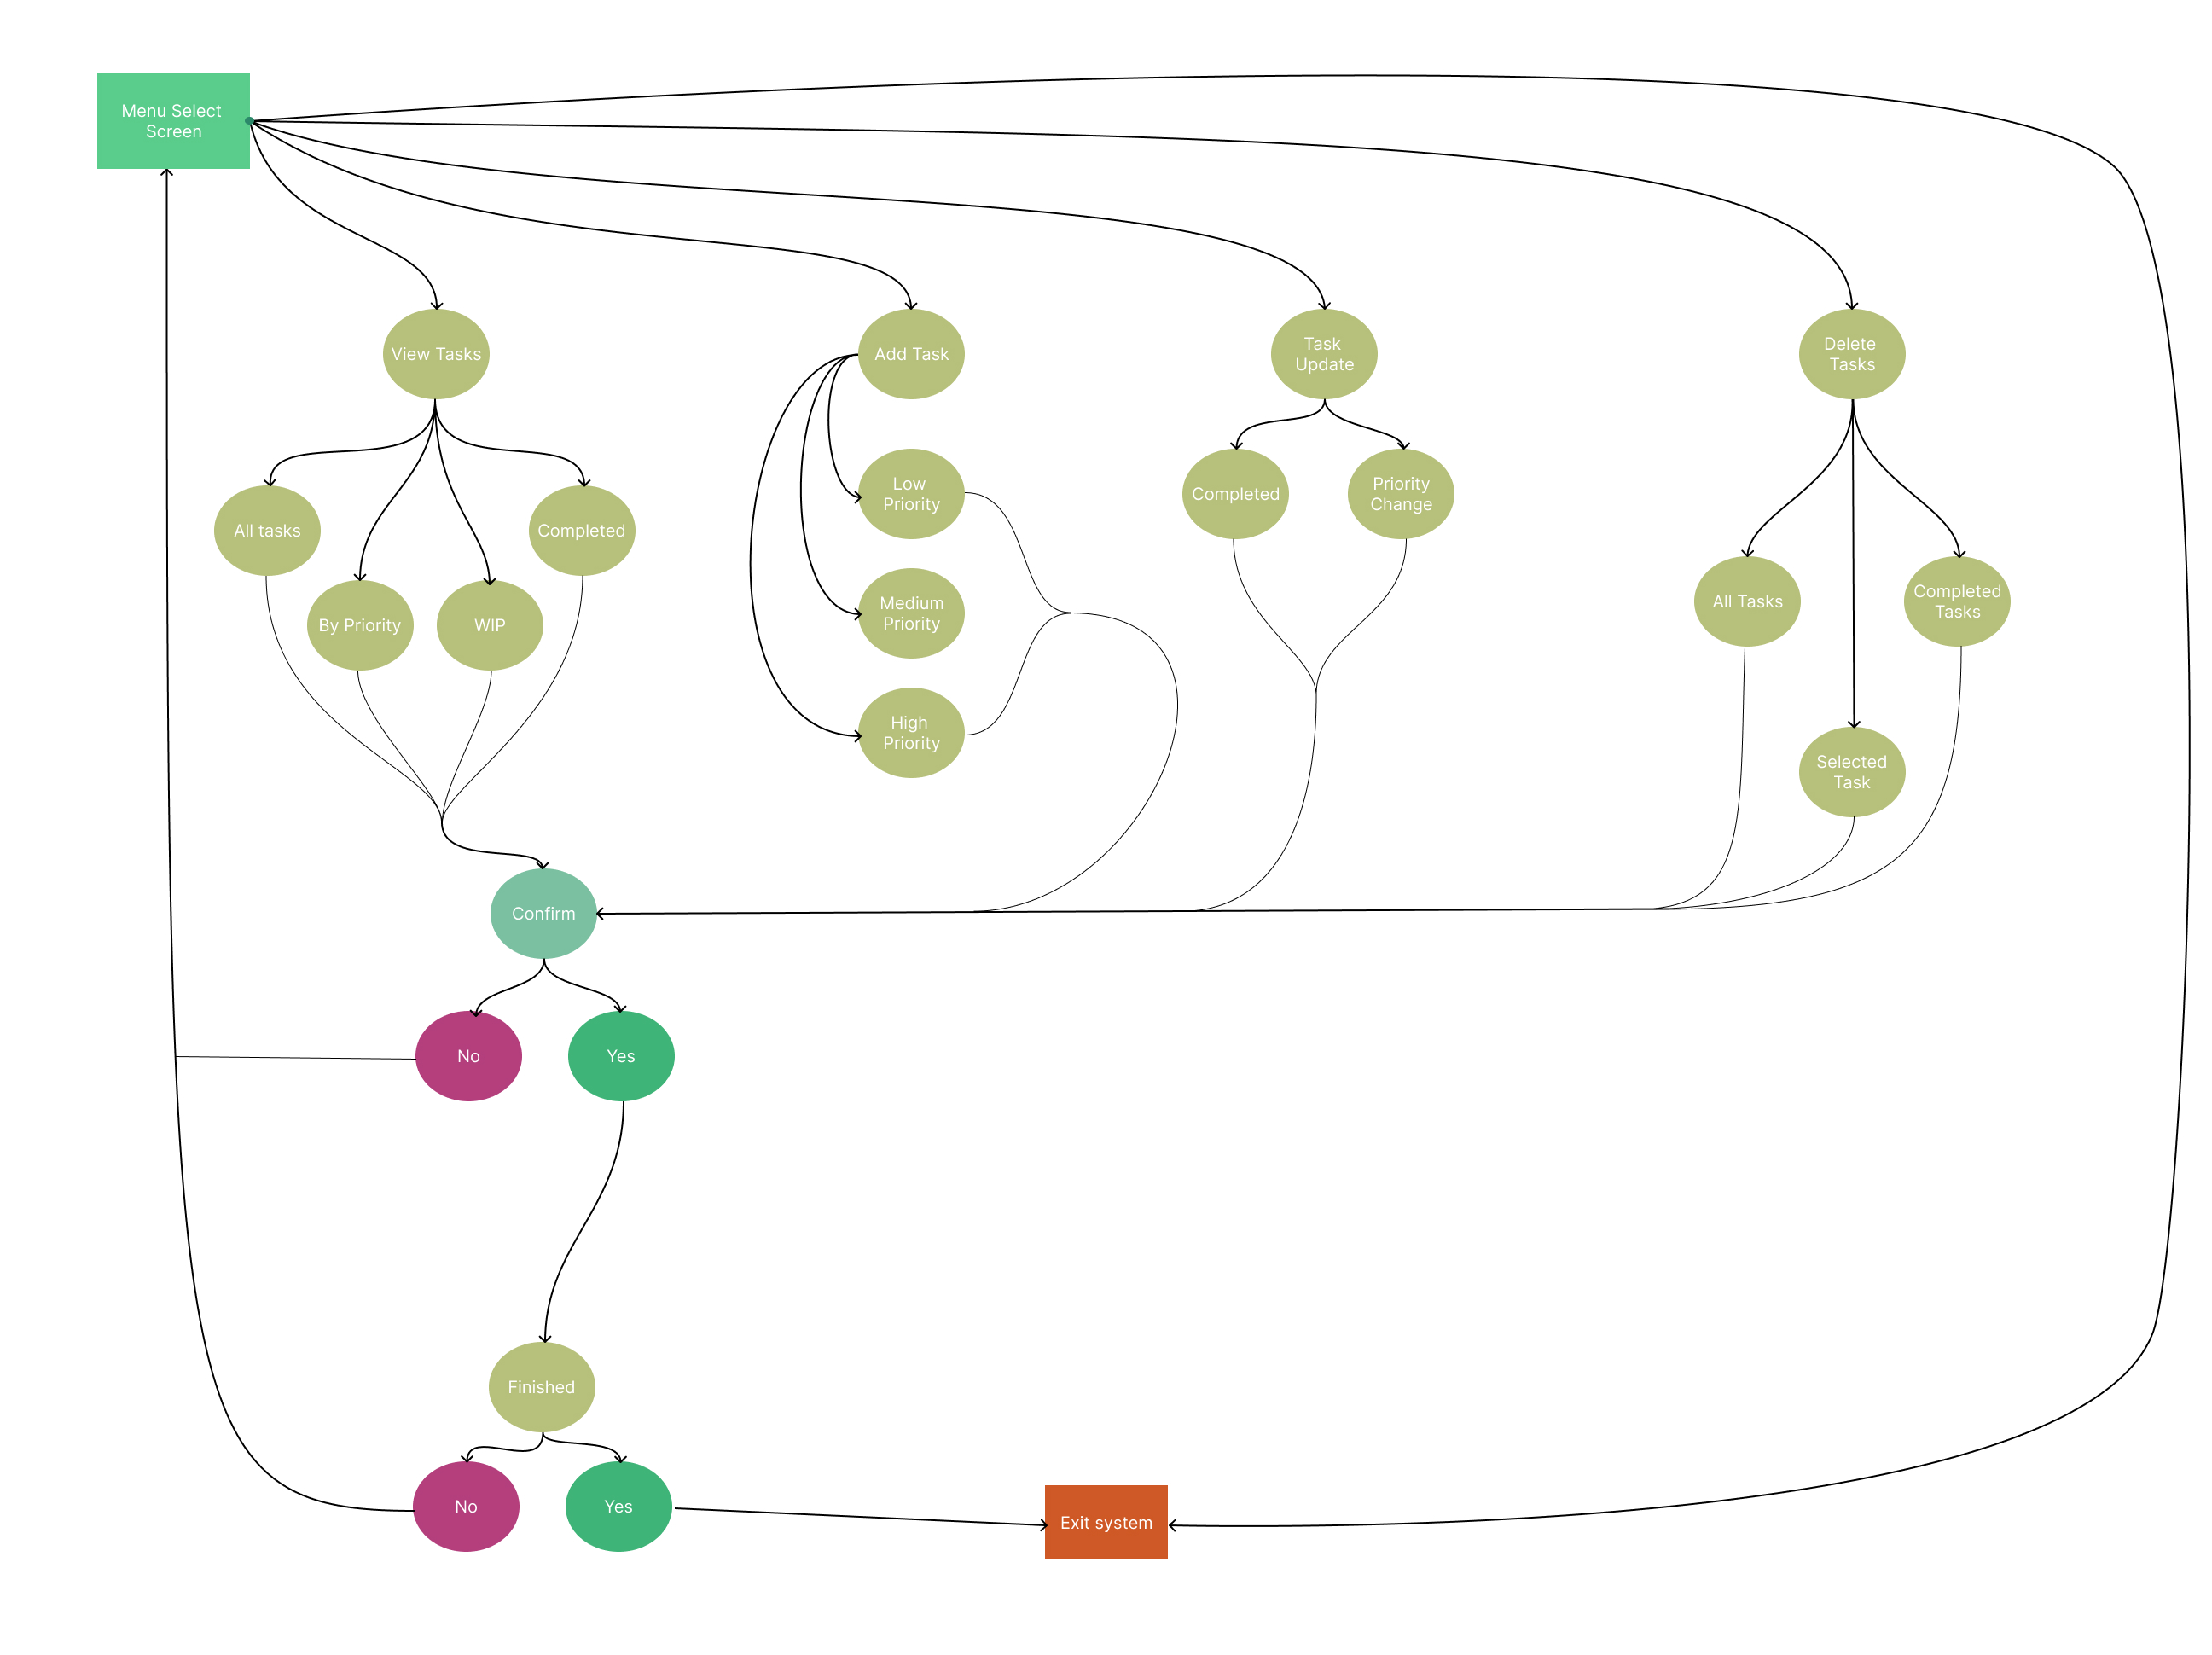 Menu Select
Screen
View Tasks
Add Task
Task
Update
Delete
Tasks
All tasks
By Priority
WIP
Completed
Low
Priority
Medium
Priority
High
Priority
Completed
Priority
Change
All Tasks
Selected
Task
Completed
Tasks
Confirm
No
Yes
Finished
No
Yes
Exit system